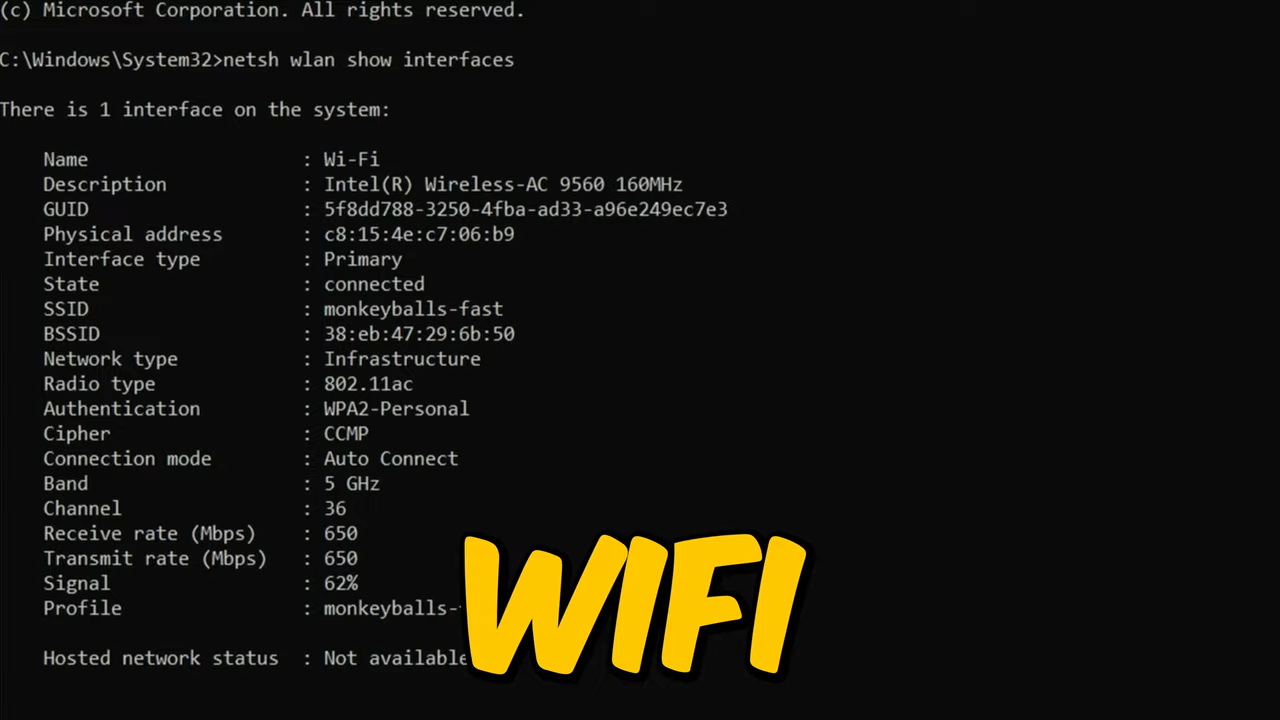 (c) Microsoft Corporation. All rights reserved.
C:\Windows\System32>netsh wlan show interfaces
There is 1 interface on the system:
Name : Wi-Fi
Description : Intel(R) Wireless-AC 9560 160MHz
GUID : 5f8dd788-3250-4fba-ad33-a96e249ec7e3
Physical address : c8:15:4e:c7:06:b9
Interface type : Primary
State : connected
SSID : monkeyballs-fast
BSSID : 38:eb:47:29:6b:50
Network type : Infrastructure
Radio type : 802.11ac
Authentication : WPA2-Personal
Cipher : CCMP
Connection mode : Auto Connect
Band : 5 GHz
Channel : 36
Receive rate (Mbps) : 650
Transmit rate (Mbps) : 650
Signal : 62%
Profile : monkeyballs-
Hosted network status : Not available
WIFI